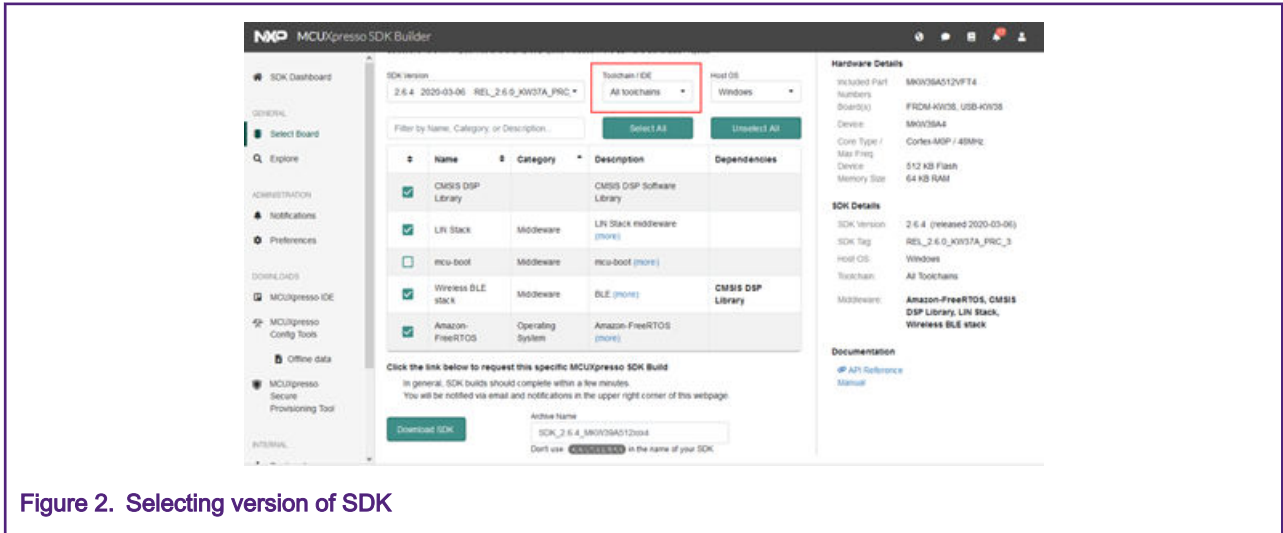 NXP MCUXpresso SDK Builder
SDK Dashboard
GENERAL
Select Board
Explore
ADMINISTRATION
Notifications
Preferences
DOWNLOADS
MCUXpresso IDE
MCUXpresso
Config Tools
Offline data
MCUXpresso
Secure
Provisioning Tool
INTERNAL
SDK Version
2.6.4 2020-03-06 REL_2.6.0_KW37A_PRC_
Toolchain / IDE
All toolchains
Host OS
Windows
Filter by Name, Category, or Description...
Select All
Unselect All
Name Category Description Dependencies
CMSIS DSP
Library
CMSIS DSP Software
Library
LIN Stack Middleware
LIN Stack middleware
(more)
mcu-boot Middleware mcu-boot (more)
Wireless BLE
stack
Middleware BLE (more)
CMSIS DSP
Library
Amazon-
FreeRTOS
Operating
System
Amazon-FreeRTOS
(more)
Click the link below to request this specific MCUXpresso SDK Build
In general, SDK builds should complete within a few minutes.
You will be notified via email and notifications in the upper right corner of this webpage.
Download SDK
Archive Name
SDK_2.6.4_MKW39A512xxx4
Don't use
in the name of your SDK
Hardware Details
Included Part
Numbers
MKW39A512VFT4
Board(s) FRDM-KW38, USB-KW38
Device MKW39A4
Core Type /
Max Freq
Cortex-M0P / 48MHz
Device
Memory Size
512 KB Flash
64 KB RAM
SDK Details
SDK Version 2.6.4 (released 2020-03-06)
SDK Tag REL_2.6.0_KW37A_PRC_3
Host OS Windows
Toolchain All Toolchains
Middleware
Amazon-FreeRTOS, CMSIS
DSP Library, LIN Stack,
Wireless BLE stack
Documentation
API Reference
Manual
Figure 2. Selecting version of SDK